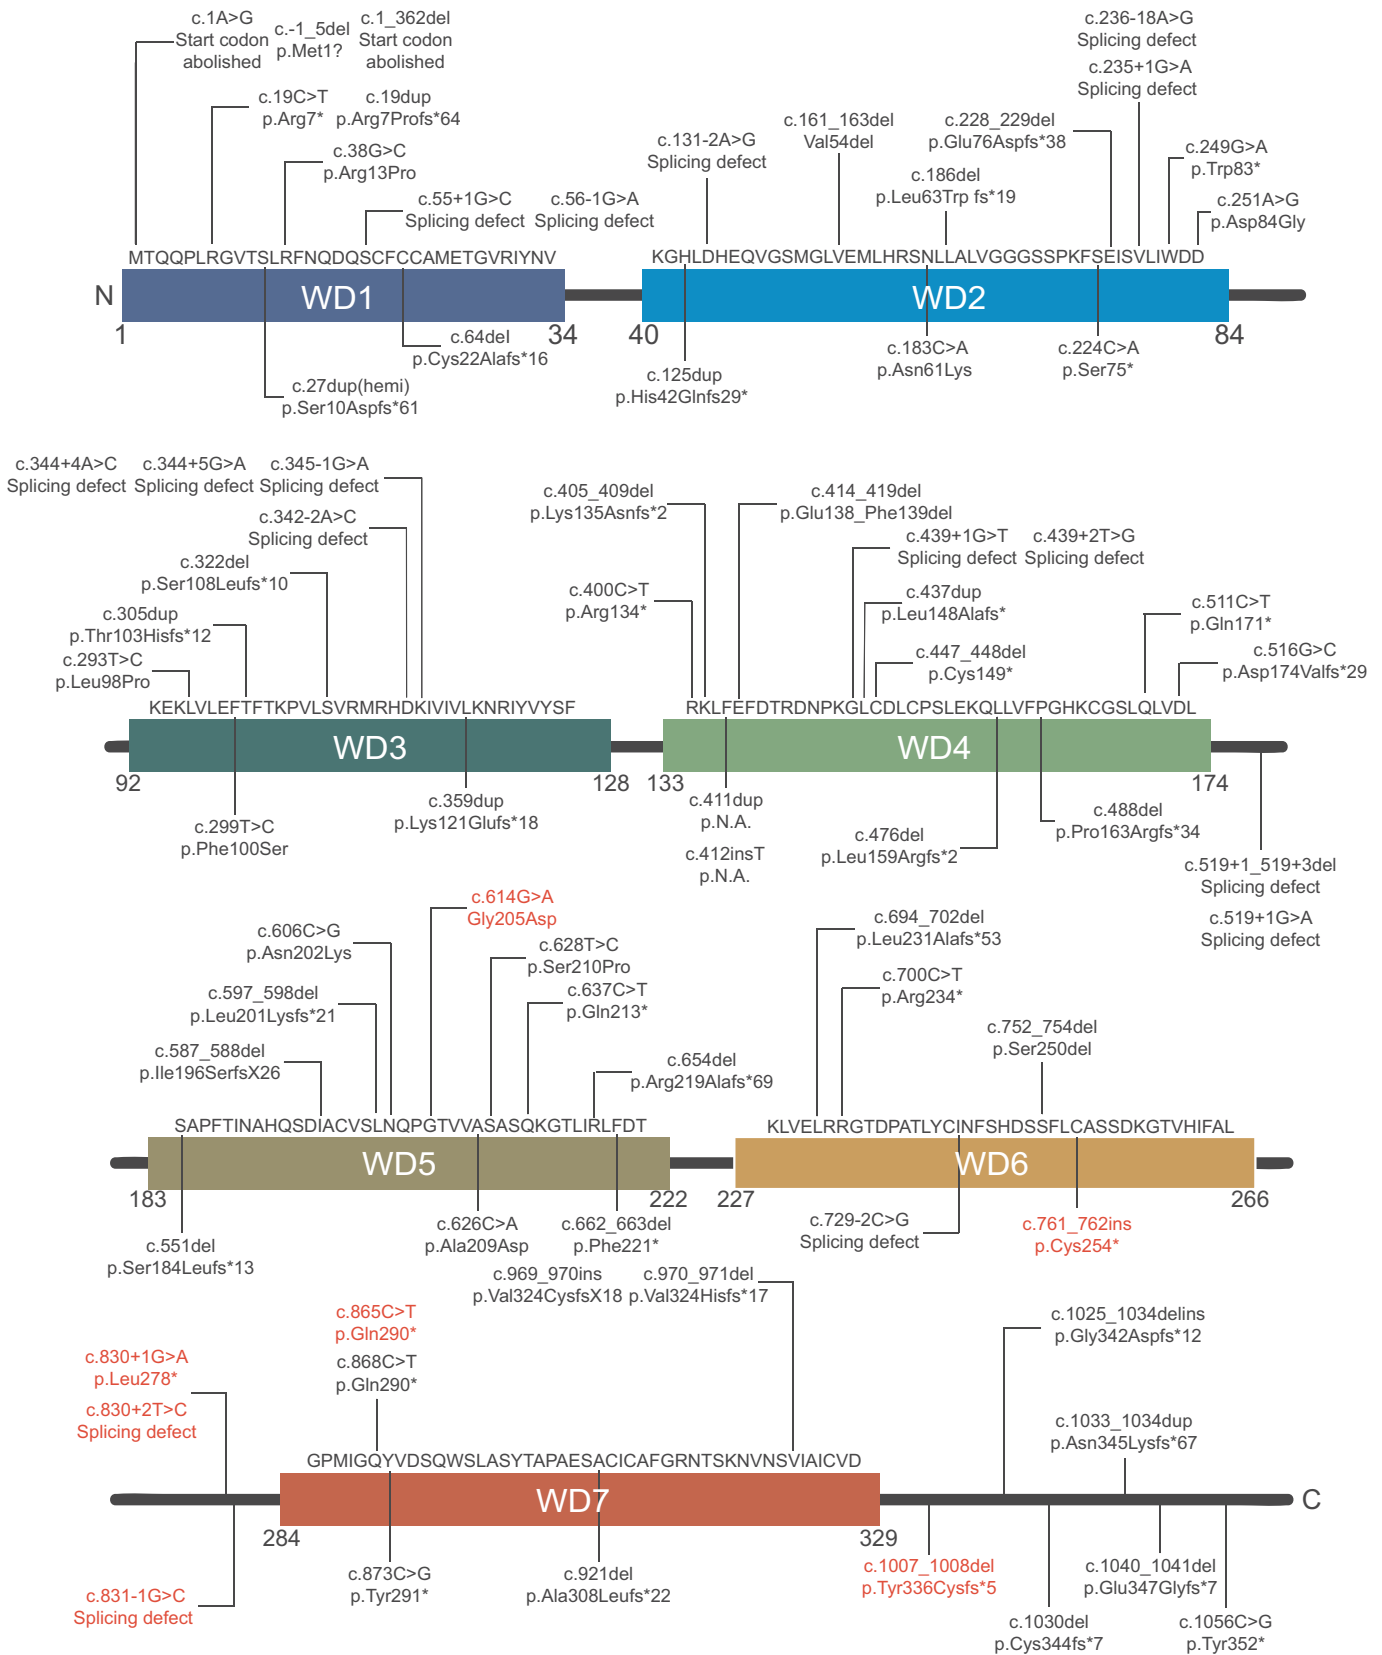 c.1A>G
Start codon
abolished
c.-1_5del
p.Met1?
c.1_362del
Start codon
abolished
c.19C>T
p.Arg7*
c.19dup
p.Arg7Profs*64
c.38G>C
p.Arg13Pro
c.55+1G>C
Splicing defect
c.56-1G>A
Splicing defect
c.131-2A>G
Splicing defect
c.161_163del
Val54del
c.186del
p.Leu63Trp fs*19
c.228_229del
p.Glu76Aspfs*38
c.236-18A>G
Splicing defect
c.235+1G>A
Splicing defect
c.249G>A
p.Trp83*
c.251A>G
p.Asp84Gly
MTQQPLRGVTSLRFNQDQSCFCCAMETGVRIYNV
KGHLDHEQVGSMGLVEMLHRSNLLALVGGGSSPKFSEISVLIWDD
N
WD1
WD2
1
34
40
84
c.64del
p.Cys22Alafs*16
c.27dup(hemi)
p.Ser10Aspfs*61
c.125dup
p.His42Glnfs29*
c.183C>A
p.Asn61Lys
c.224C>A
p.Ser75*
c.344+4A>C
Splicing defect
c.344+5G>A
Splicing defect
c.345-1G>A
Splicing defect
c.342-2A>C
Splicing defect
c.322del
p.Ser108Leufs*10
c.305dup
p.Thr103Hisfs*12
c.293T>C
p.Leu98Pro
c.405_409del
p.Lys135Asnfs*2
c.400C>T
p.Arg134*
c.414_419del
p.Glu138_Phe139del
c.439+1G>T
Splicing defect
c.439+2T>G
Splicing defect
c.437dup
p.Leu148Alafs*
c.447_448del
p.Cys149*
c.511C>T
p.Gln171*
c.516G>C
p.Asp174Valfs*29
KEKLVLEFTFTKPVLSVRMRHDKIVIVLKNRIYVYSF
RKLFEFDTRDNPKGLCDLCPSLEKQLLVFPGHKCGSLQLVDL
WD3
WD4
92
128
133
174
c.299T>C
p.Phe100Ser
c.359dup
p.Lys121Glufs*18
c.411dup
p.N.A.
c.412insT
p.N.A.
c.476del
p.Leu159Argfs*2
c.488del
p.Pro163Argfs*34
c.519+1_519+3del
Splicing defect
c.519+1G>A
Splicing defect
c.614G>A
Gly205Asp
c.606C>G
p.Asn202Lys
c.597_598del
p.Leu201Lysfs*21
c.587_588del
p.Ile196SerfsX26
c.628T>C
p.Ser210Pro
c.637C>T
p.Gln213*
c.654del
p.Arg219Alafs*69
c.694_702del
p.Leu231Alafs*53
c.700C>T
p.Arg234*
c.752_754del
p.Ser250del
SAPFTINAHQSDIACVSLNQPGTVVASASQKGTLIRLFDT
KLVELRRGTDPATLYCINFSHDSSFLCASSDKGTVHIFAL
WD5
WD6
183
222
227
266
c.551del
p.Ser184Leufs*13
c.626C>A
p.Ala209Asp
c.662_663del
p.Phe221*
c.729-2C>G
Splicing defect
c.761_762ins
p.Cys254*
c.969_970ins
p.Val324CysfsX18
c.970_971del
p.Val324Hisfs*17
c.865C>T
p.Gln290*
c.868C>T
p.Gln290*
c.830+1G>A
p.Leu278*
c.830+2T>C
Splicing defect
c.1025_1034delins
p.Gly342Aspfs*12
c.1033_1034dup
p.Asn345Lysfs*67
GPMIGQYVDSQWSLASYTAPAESACICAFGRNTSKNVNSVIAICVD
WD7
C
284
329
c.831-1G>C
Splicing defect
c.873C>G
p.Tyr291*
c.921del
p.Ala308Leufs*22
c.1007_1008del
p.Tyr336Cysfs*5
c.1030del
p.Cys344fs*7
c.1040_1041del
p.Glu347Glyfs*7
c.1056C>G
p.Tyr352*